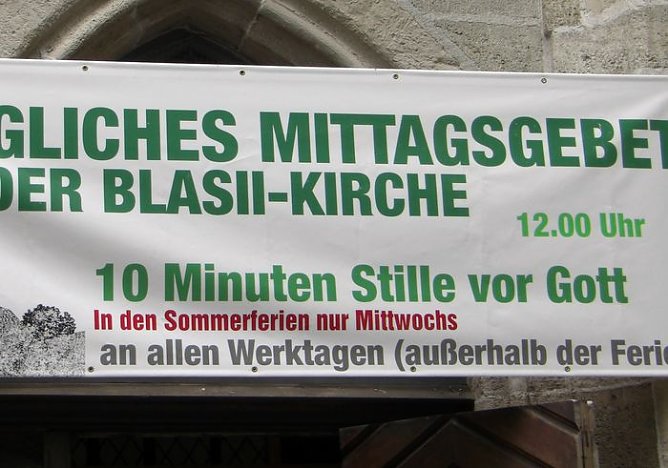 GLICHES MITTAGSGEBET
DER BLASII-KIRCHE
12.00 Uhr
10 Minuten Stille vor Gott
In den Sommerferien nur Mittwochs
an allen Werktagen (außerhalb der Ferie